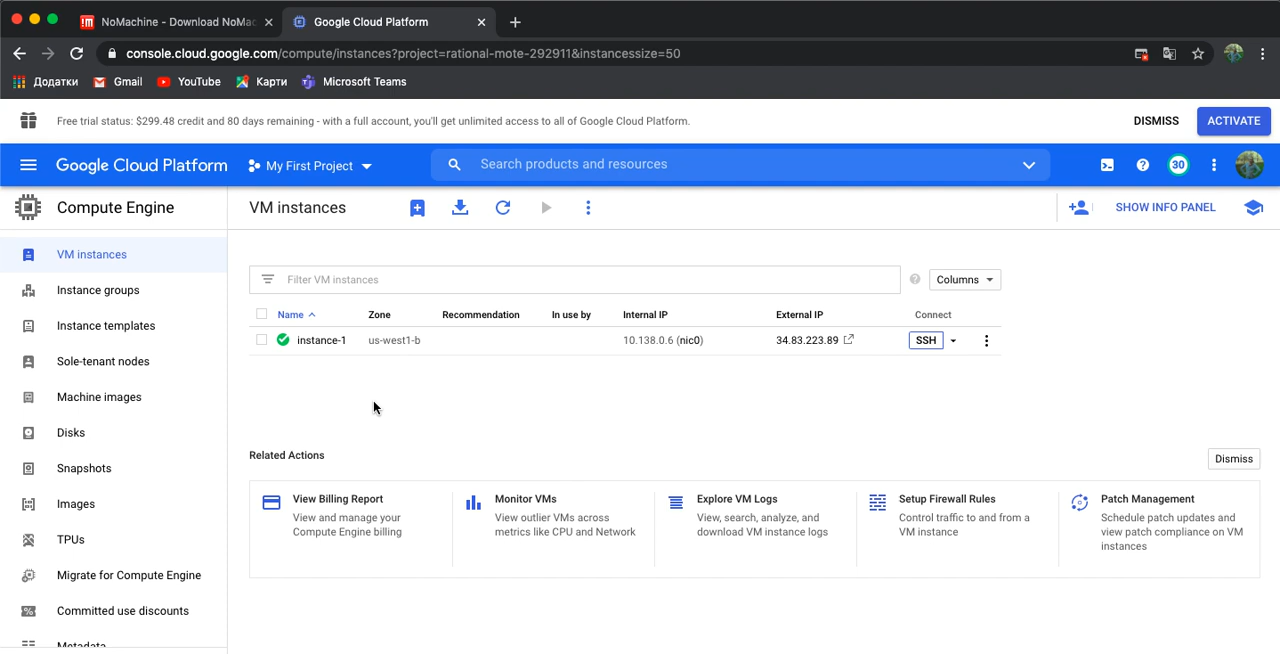 NoMachine - Download NoMac
Google Cloud Platform
console.cloud.google.com/compute/instances?project=rational-mote-292911&instancessize=50
Додатки
Gmail
YouTube
Карти
Microsoft Teams
Free trial status: $299.48 credit and 80 days remaining - with a full account, you'll get unlimited access to all of Google Cloud Platform.
DISMISS
ACTIVATE
Google Cloud Platform
My First Project
Search products and resources
30
Compute Engine
VM instances
SHOW INFO PANEL
VM instances
Instance groups
Instance templates
Sole-tenant nodes
Machine images
Disks
Snapshots
Images
TPUs
Migrate for Compute Engine
Committed use discounts
Metadata
Filter VM instances
Columns
Name
Zone
Recommendation
In use by
Internal IP
External IP
Connect
instance-1
us-west1-b
10.138.0.6 (nic0)
34.83.223.89
SSH
Related Actions
Dismiss
View Billing Report
View and manage your
Compute Engine billing
Monitor VMs
View outlier VMs across
metrics like CPU and Network
Explore VM Logs
View, search, analyze, and
download VM instance logs
Setup Firewall Rules
Control traffic to and from a
VM instance
Patch Management
Schedule patch updates and
view patch compliance on VM
instances